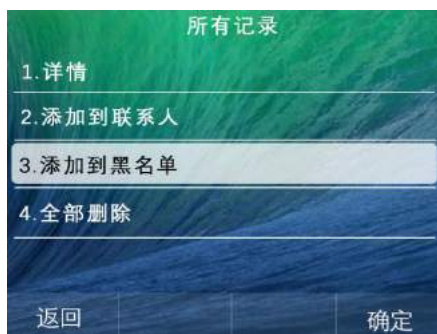 所有记录
1.详情
2.添加到联系人
3.添加到黑名单
4.全部删除
返回 确定